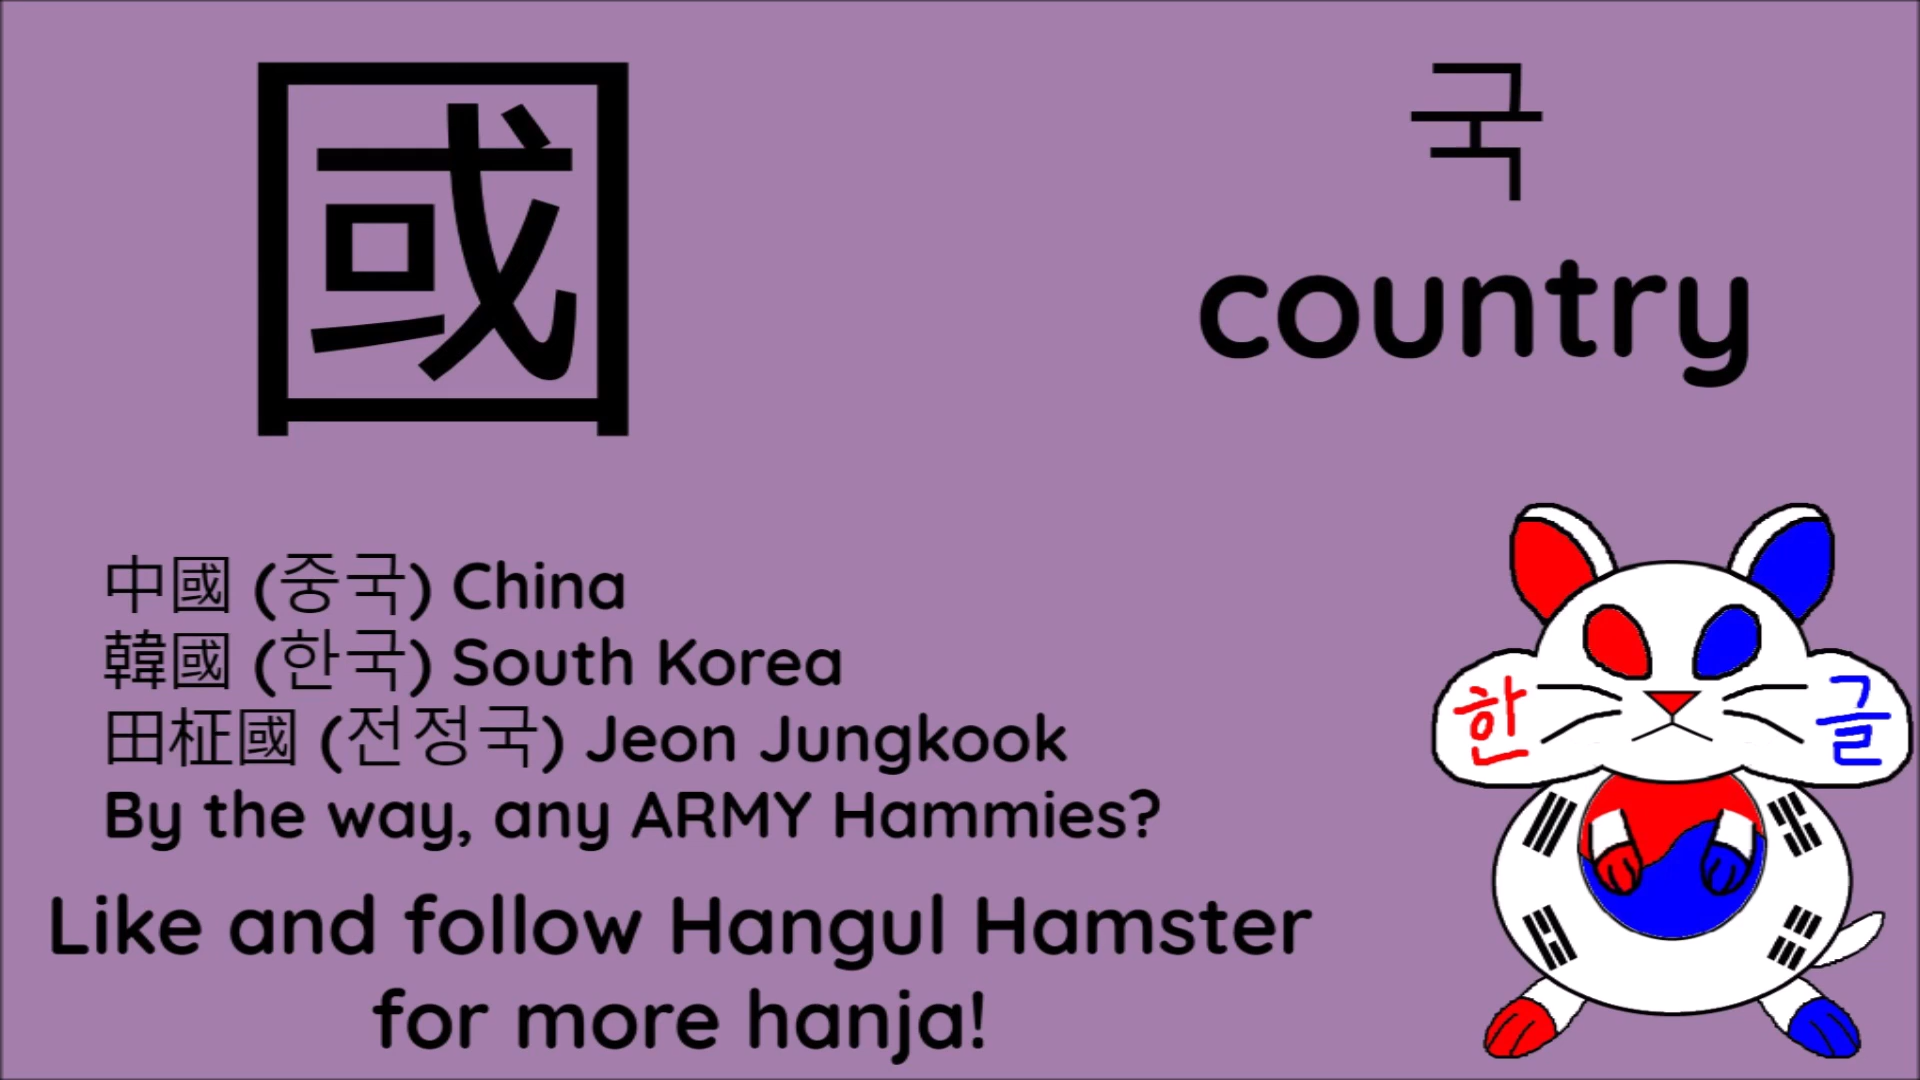 國
국
country
中國 (중국) China
韓國 (한국) South Korea
田柾國 (전정국) Jeon Jungkook
By the way, any ARMY Hammies?
Like and follow Hangul Hamster
for more hanja!
한 글